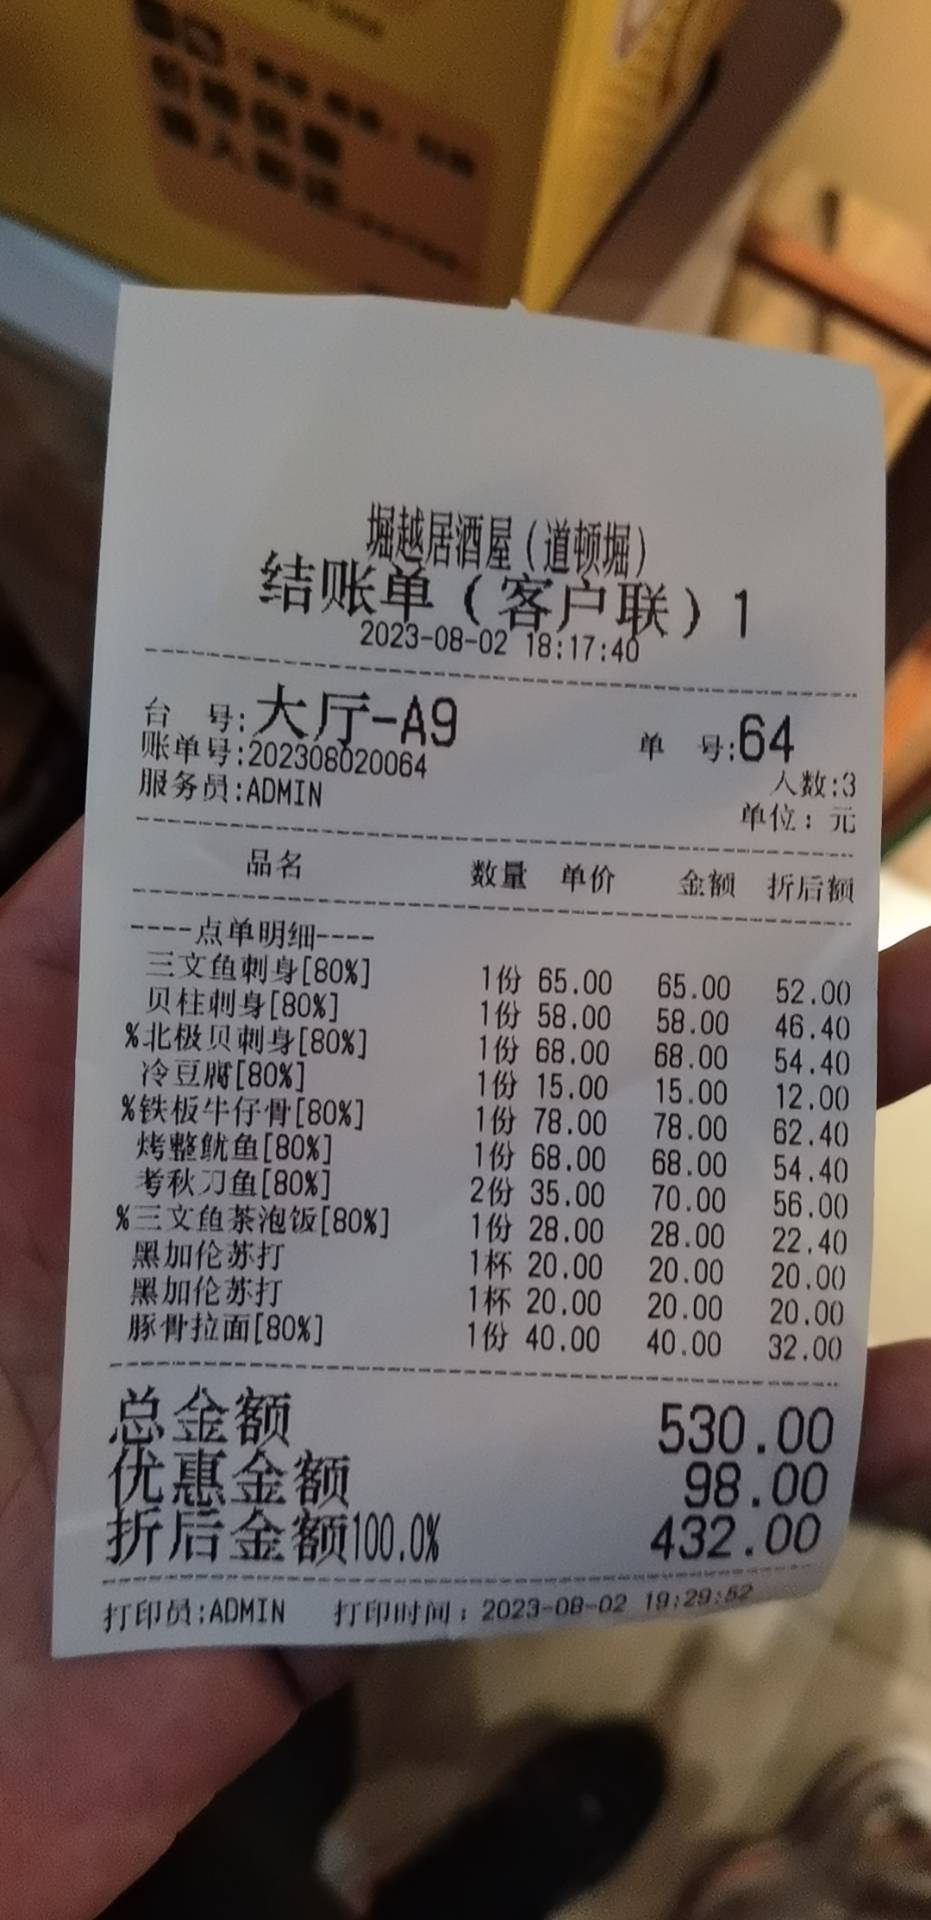 堀越居酒屋(道顿堀)
结账单(客户联)1
2023-08-02 18:17:40
台 号:大厅-A9 单 号:64
账单号:202308020064 人数:3
服务员:ADMIN 单位:元
品名 数量 单价 金额 折后额
----点单明细----
三文鱼刺身[80%] 1份 65.00 65.00 52.00
贝柱刺身[80%] 1份 58.00 58.00 46.40
%北极贝刺身[80%] 1份 68.00 68.00 54.40
冷豆腐[80%] 1份 15.00 15.00 12.00
%铁板牛仔骨[80%] 1份 78.00 78.00 62.40
烤整鱿鱼[80%] 1份 68.00 68.00 54.40
考秋刀鱼[80%] 2份 35.00 70.00 56.00
%三文鱼茶泡饭[80%] 1份 28.00 28.00 22.40
黑加伦苏打 1杯 20.00 20.00 20.00
黑加伦苏打 1杯 20.00 20.00 20.00
豚骨拉面[80%] 1份 40.00 40.00 32.00
总金额 530.00
优惠金额 98.00
折后金额100.0% 432.00
打印员:ADMIN 打印时间:2023-08-02 19:29:52